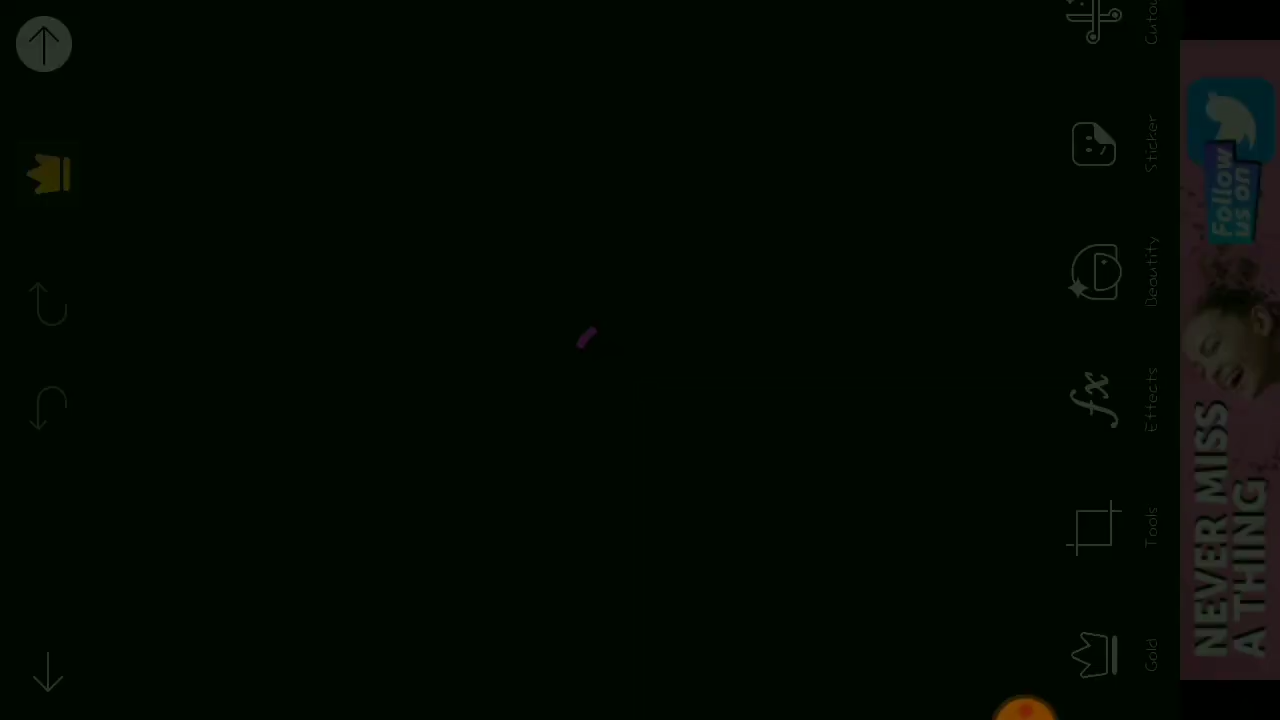 Gold
Tools
Effects
Beautify
Sticker
NEVER MISS
A THING
Follow
us on